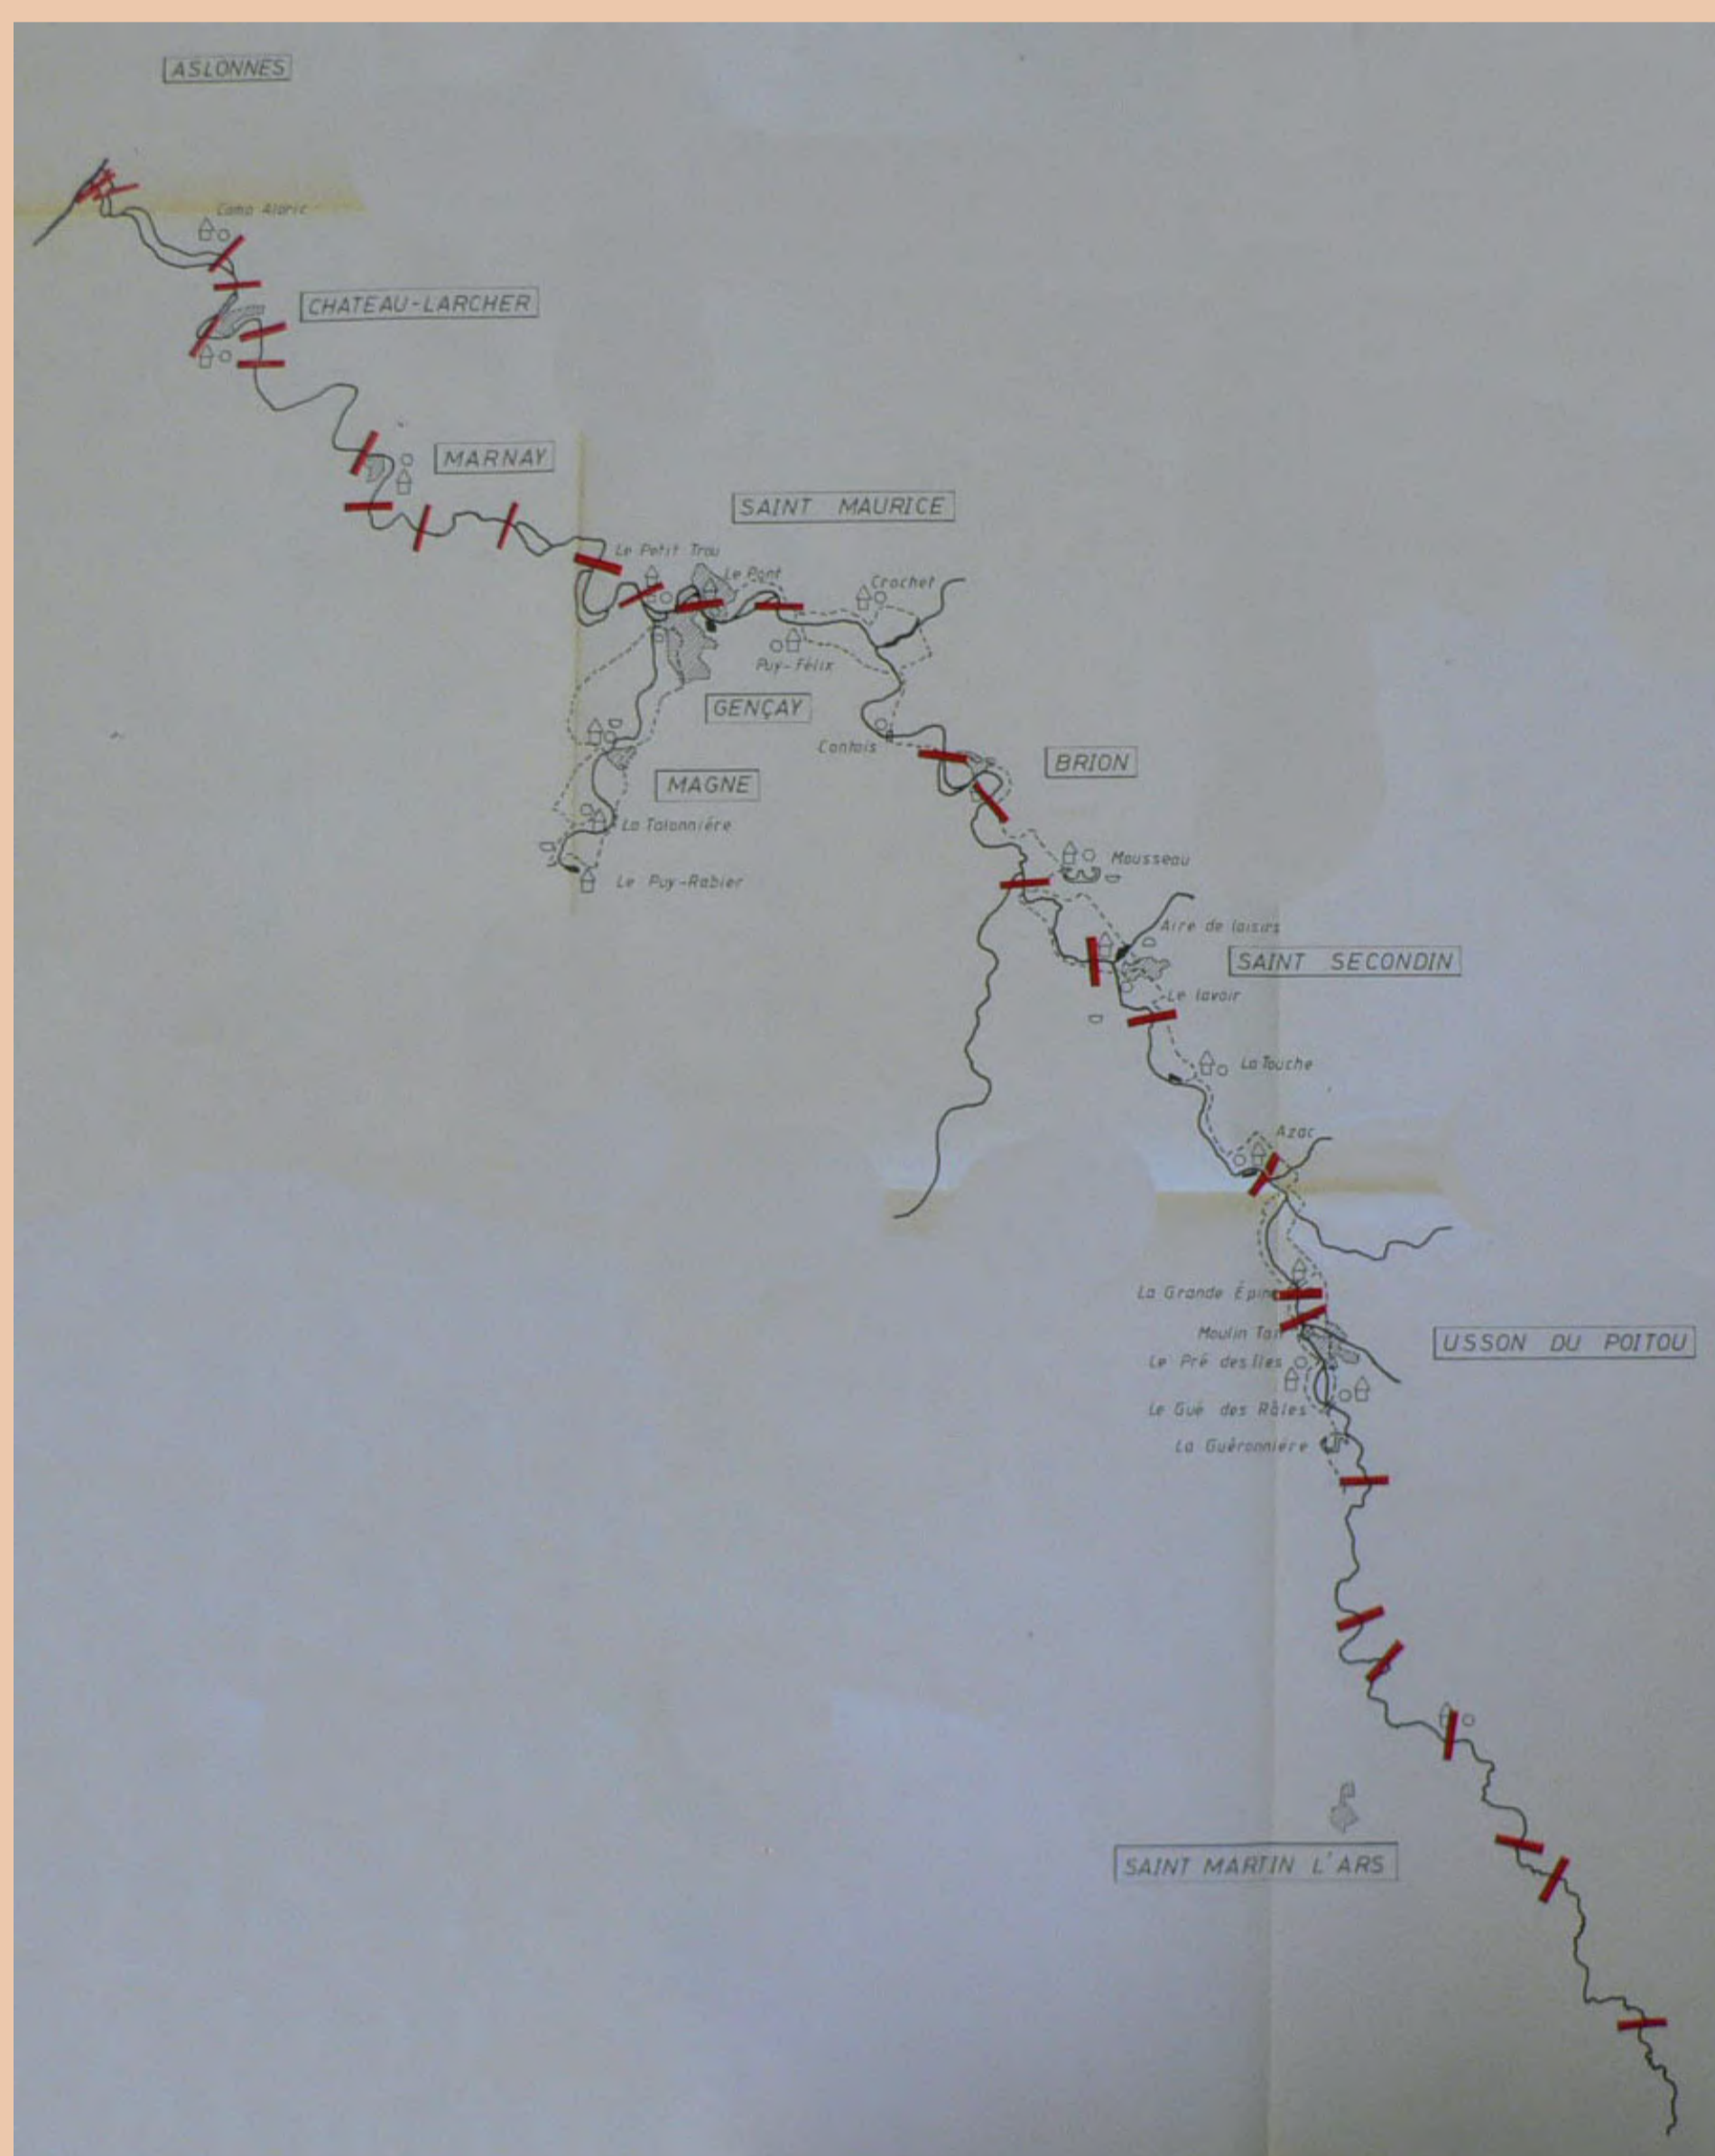 ASLONNES
Camp Alaric
CHATEAU-LARCHER
MARNAY
SAINT MAURICE
Le Petit Trou
Le Pont
Crochet
Puy-Félix
GENÇAY
Contais
BRION
MAGNE
La Talonnière
Mousseau
Le Puy-Rabier
Aire de loisirs
SAINT SECONDIN
Le lavoir
La Touche
Azac
La Grande Épine
Moulin Tan
USSON DU POITOU
Le Pré des Îles
Le Gué des Râles
La Guéronnière
SAINT MARTIN L'ARS